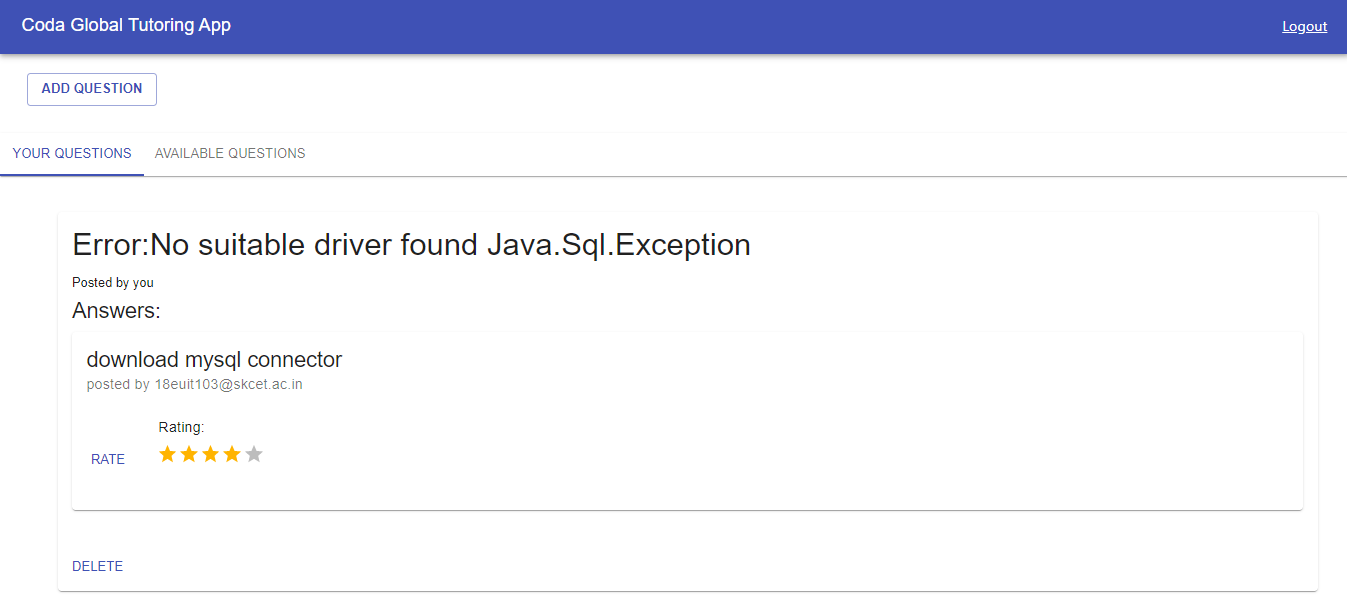 Coda Global Tutoring App
Logout
ADD QUESTION
YOUR QUESTIONS
AVAILABLE QUESTIONS
Error:No suitable driver found Java.Sql.Exception
Posted by you
Answers:
download mysql connector
posted by 18euit103@skcet.ac.in
Rating:
RATE
DELETE